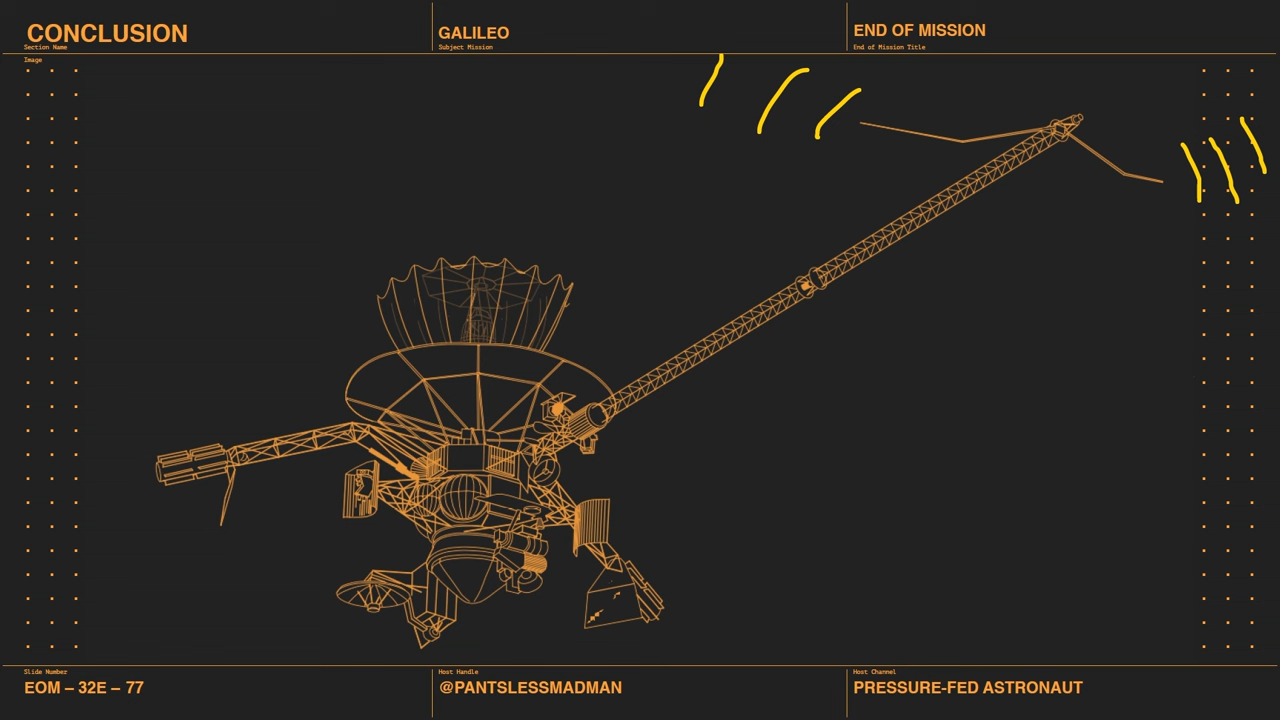 CONCLUSION
Section Name
GALILEO
Subject Mission
END OF MISSION
End of Mission Title
Image
Slide Number
EOM – 32E – 77
Host Handle
@PANTSLESSMADMAN
Host Channel
PRESSURE-FED ASTRONAUT